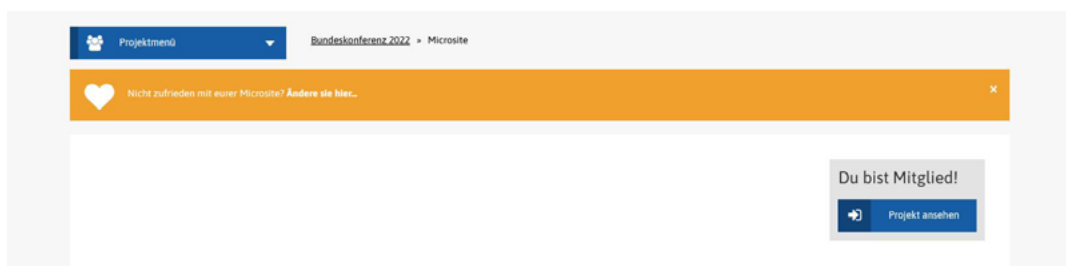 Projektmenü
Bundeskonferenz 2022 » Microsite
Nicht zufrieden mit eurer Microsite? Ändere sie hier...
×
Du bist Mitglied!
Projekt ansehen